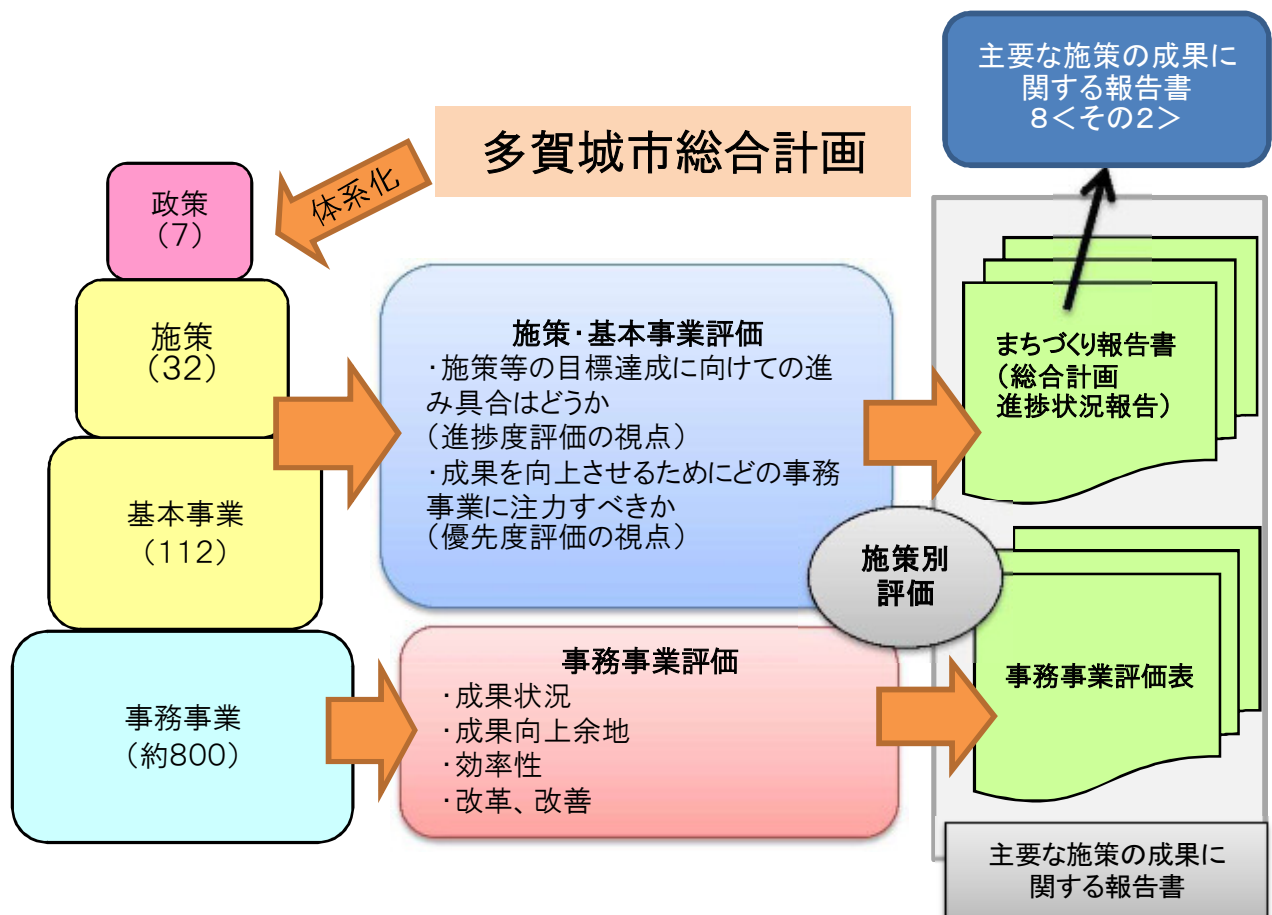 主要な施策の成果に
関する報告書
8＜その2＞
多賀城市総合計画
体系化
政策
（7）
施策
（32）
基本事業
（112）
事務事業
（約800）
施策・基本事業評価
・施策等の目標達成に向けての進
み具合はどうか
（進捗度評価の視点）
・成果を向上させるためにどの事務
事業に注力すべきか
（優先度評価の視点）
事務事業評価
・成果状況
・成果向上余地
・効率性
・改革、改善
施策別
評価
まちづくり報告書
（総合計画
進捗状況報告）
事務事業評価表
主要な施策の成果に
関する報告書